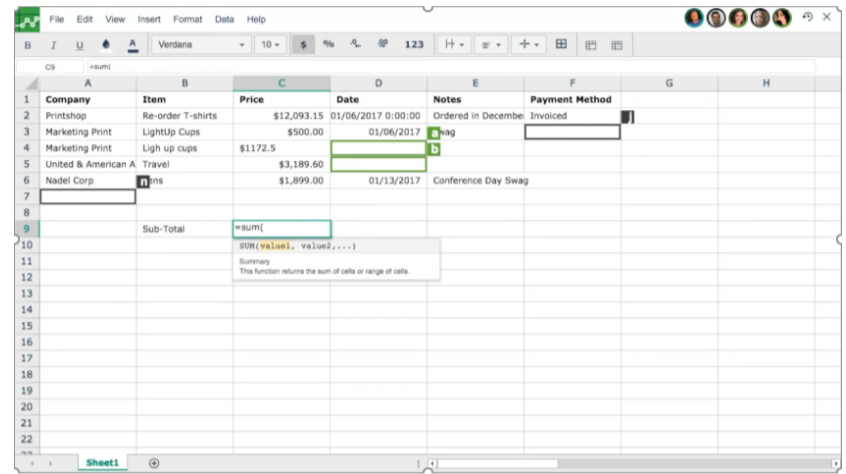 File Edit View Insert Format Data Help
B I U A Verdana 10 $ % .0 .00 123
C9 =sum(
A B C D E F G H
1 Company Item Price Date Notes Payment Method
2 Printshop Re-order T-shirts $12,093.15 01/06/2017 0:00:00 Ordered in Decembe Invoiced j
3 Marketing Print LightUp Cups $500.00 01/06/2017 a wag
4 Marketing Print Ligh up cups $1172.5 b
5 United & American A Travel $3,189.60
6 Nadel Corp n ens $1,899.00 01/13/2017 Conference Day Swag
7
8
9 Sub-Total =sum(
10 SUM(value1, value2,...)
11 Summary
12 This function returns the sum of cells or range of cells.
13
14
15
16
17
18
19
20
21
22
Sheet1